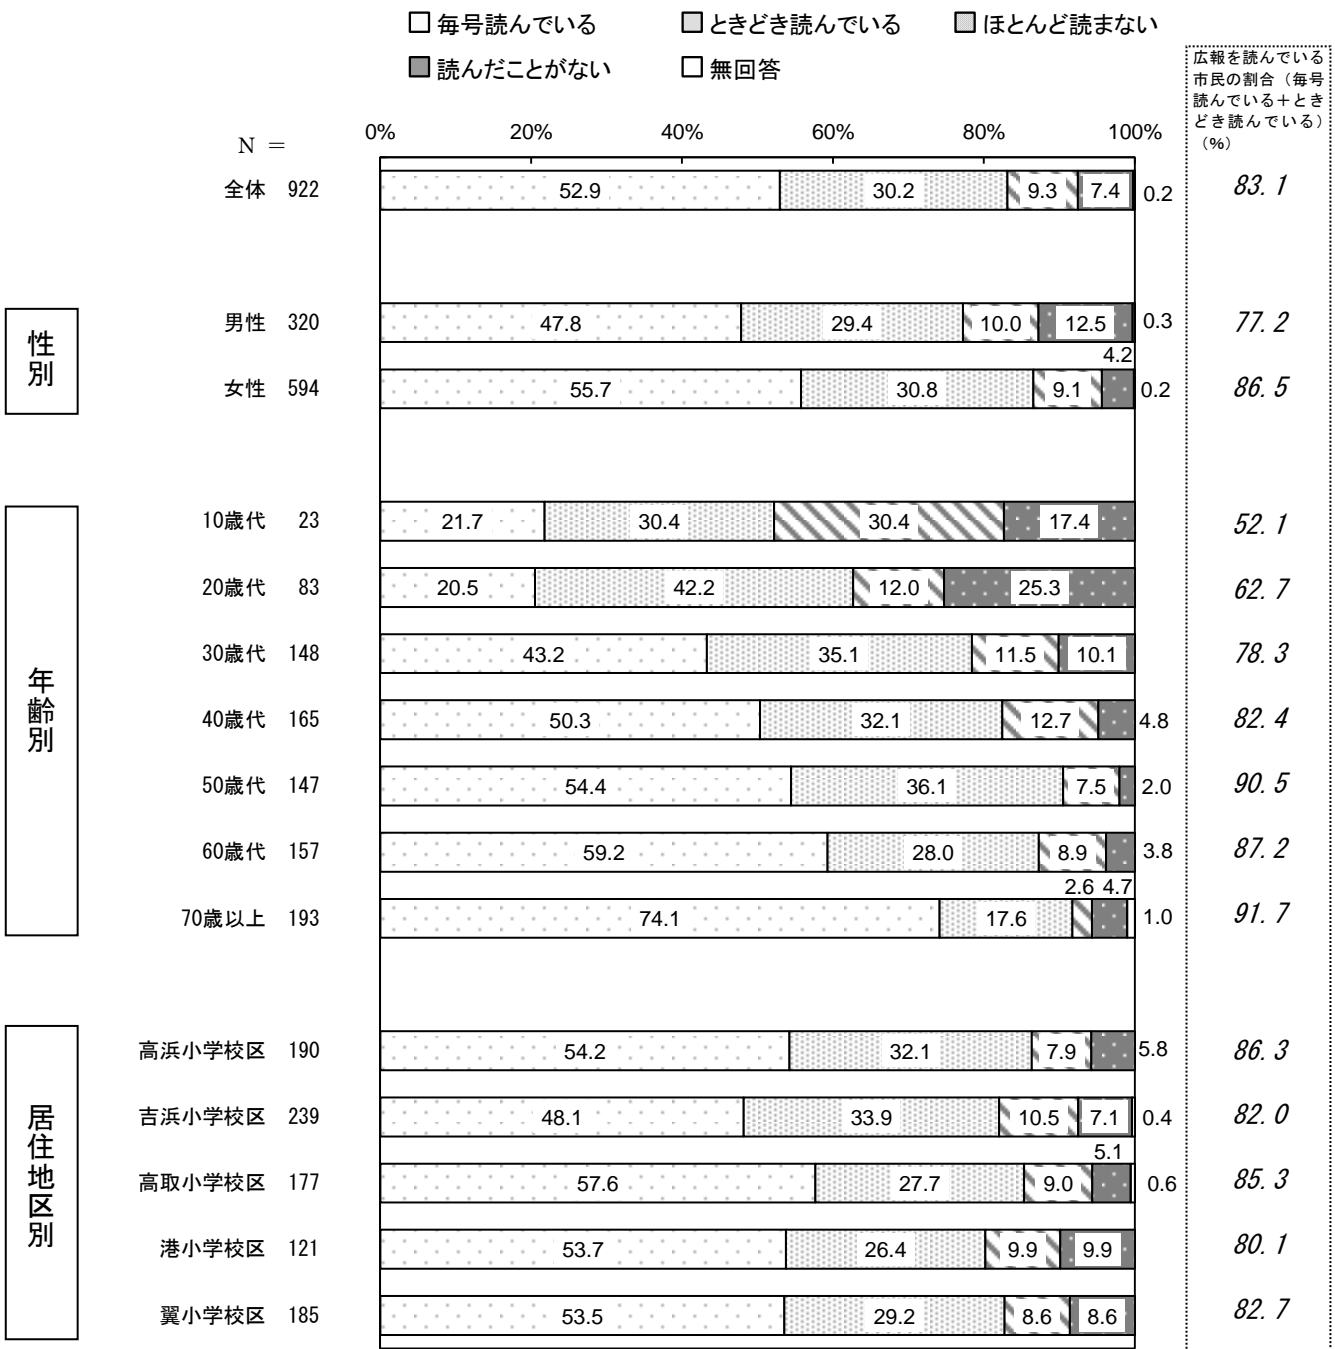 毎号読んでいる ときどき読んでいる ほとんど読まない
読んだことがない 無回答
広報を読んでいる
市民の割合（毎号
読んでいる＋とき
どき読んでいる）
（%）
N =
0% 20% 40% 60% 80% 100%
全体 922 52.9 30.2 9.3 7.4 0.2 83.1
性別
男性 320 47.8 29.4 10.0 12.5 0.3 77.2
4.2
女性 594 55.7 30.8 9.1 0.2 86.5
年齢別
10歳代 23 21.7 30.4 30.4 17.4 52.1
20歳代 83 20.5 42.2 12.0 25.3 62.7
30歳代 148 43.2 35.1 11.5 10.1 78.3
40歳代 165 50.3 32.1 12.7 4.8 82.4
50歳代 147 54.4 36.1 7.5 2.0 90.5
60歳代 157 59.2 28.0 8.9 3.8 87.2
2.6 4.7
70歳以上 193 74.1 17.6 1.0 91.7
居住地区別
高浜小学校区 190 54.2 32.1 7.9 5.8 86.3
吉浜小学校区 239 48.1 33.9 10.5 7.1 0.4 82.0
5.1
高取小学校区 177 57.6 27.7 9.0 0.6 85.3
港小学校区 121 53.7 26.4 9.9 9.9 80.1
翼小学校区 185 53.5 29.2 8.6 8.6 82.7